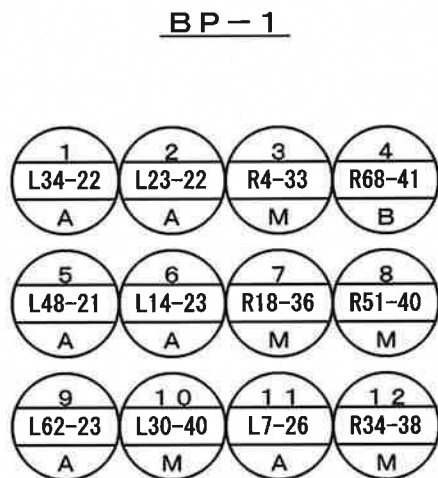 BP-1
1 2 3 4
L34-22 L23-22 R4-33 R68-41
A A M B
5 6 7 8
L48-21 L14-23 R18-36 R51-40
A A M M
9 10 11 12
L62-23 L30-40 L7-26 R34-38
A M A M